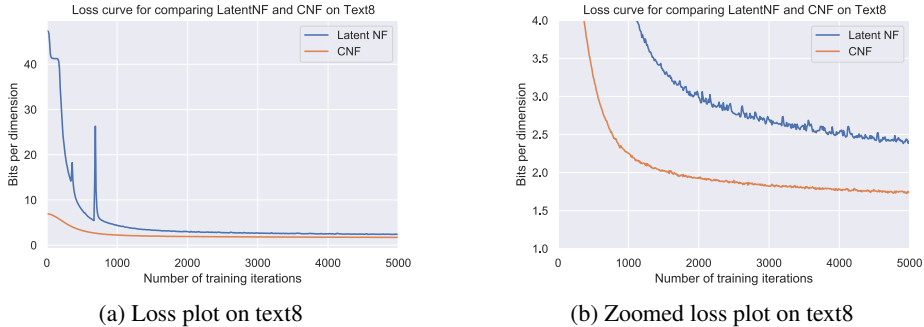 Loss curve for comparing LatentNF and CNF on Text8
Latent NF
CNF
40
30
20
10
0
Bits per dimension
0
1000
2000
3000
4000
5000
Number of training iterations
(a) Loss plot on text8
Loss curve for comparing LatentNF and CNF on Text8
Latent NF
CNF
4.0
3.5
3.0
2.5
2.0
1.5
1.0
Bits per dimension
0
1000
2000
3000
4000
5000
Number of training iterations
(b) Zoomed loss plot on text8